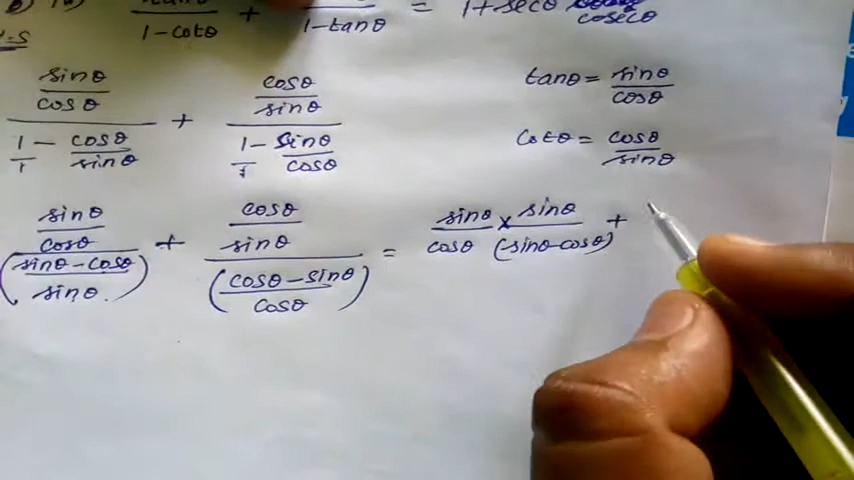 1-cotθ + 1-tanθ = 1+secθ cosecθ
sinθ/cosθ / (1/1 - cosθ/sinθ) + cosθ/sinθ / (1/1 - sinθ/cosθ)
tanθ = sinθ/cosθ
cotθ = cosθ/sinθ
sinθ/cosθ / ((sinθ-cosθ)/sinθ) + cosθ/sinθ / ((cosθ-sinθ)/cosθ) = sinθ/cosθ × sinθ/(sinθ-cosθ) +